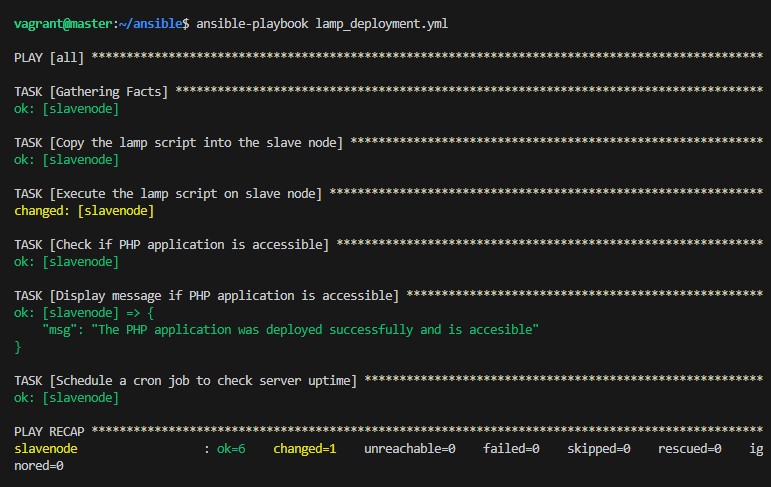 vagrant@master:~/ansible$ ansible-playbook lamp_deployment.yml
PLAY [all] ************************************************************************************************
TASK [Gathering Facts] ************************************************************************************
ok: [slavenode]
TASK [Copy the lamp script into the slave node] ***********************************************************
ok: [slavenode]
TASK [Execute the lamp script on slave node] **************************************************************
changed: [slavenode]
TASK [Check if PHP application is accessible] *************************************************************
ok: [slavenode]
TASK [Display message if PHP application is accessible] ***************************************************
ok: [slavenode] => {
    "msg": "The PHP application was deployed successfully and is accesible"
}
TASK [Schedule a cron job to check server uptime] *********************************************************
ok: [slavenode]
PLAY RECAP ************************************************************************************************
slavenode                  : ok=6    changed=1    unreachable=0    failed=0    skipped=0    rescued=0    ig
nored=0